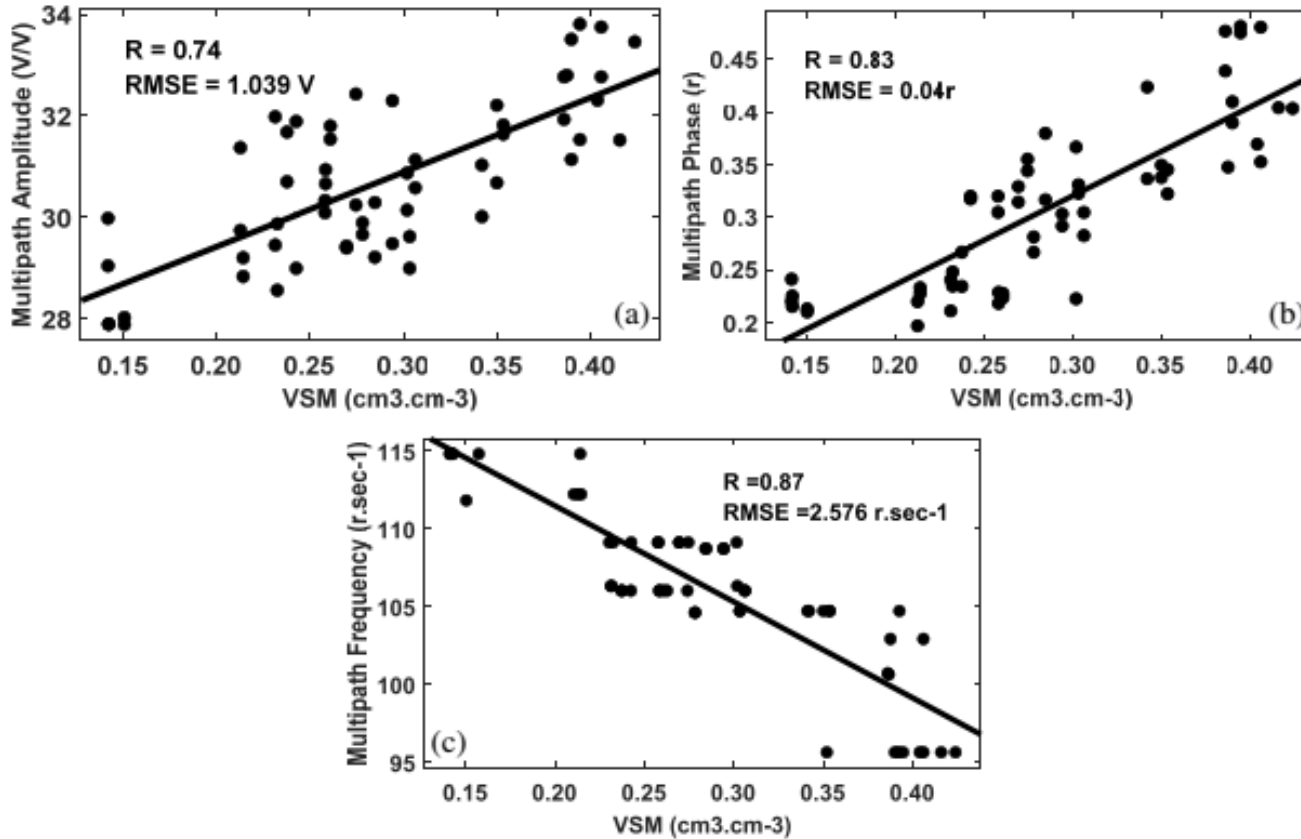 34
32
30
28
Multipath Amplitude (V/V)
R = 0.74
RMSE = 1.039 V
(a)
0.15 0.20 0.25 0.30 0.35 0.40
VSM (cm3.cm-3)
0.45
0.4
0.35
0.3
0.25
0.2
Multipath Phase (r)
R = 0.83
RMSE = 0.04r
(b)
0.15 0.20 0.25 0.30 0.35 0.40
VSM (cm3.cm-3)
115
110
105
100
95
Multipath Frequency (r.sec-1)
R =0.87
RMSE =2.576 r.sec-1
(c)
0.15 0.20 0.25 0.30 0.35 0.40
VSM (cm3.cm-3)